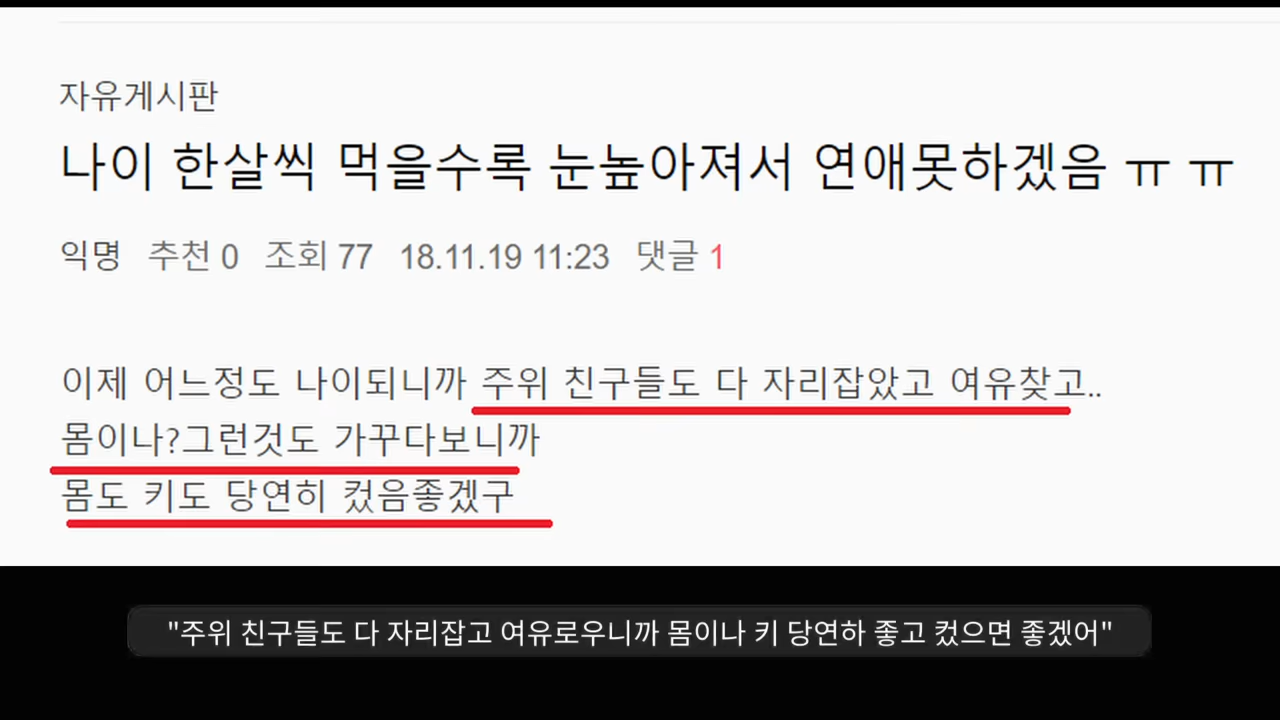 자유게시판
나이 한살씩 먹을수록 눈높아져서 연애못하겠음 ㅠㅠ
익명 추천 0 조회 77 18.11.19 11:23 댓글 1
이제 어느정도 나이되니까 주위 친구들도 다 자리잡았고 여유찾고..
몸이나?그런것도 가꾸다보니까
몸도 키도 당연히 컸음좋겠구
"주위 친구들도 다 자리잡고 여유로우니까 몸이나 키 당연하 좋고 컸으면 좋겠어"